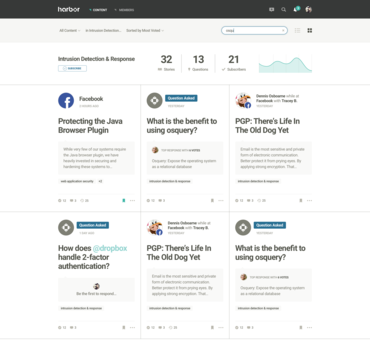 harbor
+ CONTENT
MEMBERS
All Content
in Intrusion Detection...
Sorted by Most Voted
Intrusion Detection & Response
32
13
21
Stories
Questions
Subscribers
Facebook
Protecting the Java
Browser Plugin
While very few of our systems require
the Java browser plugin, we have
heavily invested in securing and
hardening these systems to...
web application security
Question Asked
YESTERDAY
What is the benefit to
using osquery?
Osquery: Expose the operating system
as a relational database
intrusion detection & response
Dennis Osbourne while at
Facebook with Tracey B.
YESTERDAY
PGP: There's Life In
The Old Dog Yet
Email is the most sensitive and private
form of electronic communication.
Better protect it from prying eyes. By
applying strong encryption. That...
intrusion detection & response
Question Asked
YESTERDAY
How does @dropbox
handle 2-factor
authentication?
Be the first to respond...
intrusion detection & response
Dennis Osbourne while at
Facebook with Tracey B.
YESTERDAY
PGP: There's Life In
The Old Dog Yet
Email is the most sensitive and private
form of electronic communication.
Better protect it from prying eyes. By
applying strong encryption. That...
intrusion detection & response
Question Asked
YESTERDAY
What is the benefit to
using osquery?
Osquery: Expose the operating system
as a relational database
intrusion detection & response